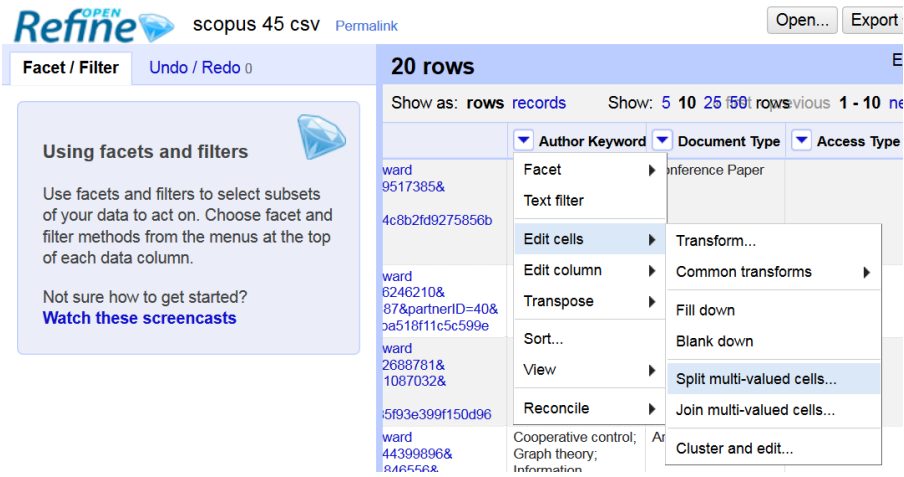 OPEN
Refine
scopus 45 csv Permalink
Open... Export
Facet / Filter Undo / Redo 0
Using facets and filters
Use facets and filters to select subsets
of your data to act on. Choose facet and
filter methods from the menus at the top
of each data column.
Not sure how to get started?
Watch these screencasts
20 rows
E
Show as: rows records Show: 5 10 25 50 rows 1 - 10 ne
Author Keyword Document Type Access Type
ward
9517385&
4c8b2fd9275856b
ward
6246210&
87&partnerID=40&
ba518f11c5c599e
ward
2688781&
1087032&
85f93e399f150d96
ward
44399896&
846556&
nference Paper
Facet
Text filter
Edit cells
Edit column
Transpose
Sort...
View
Reconcile
Transform...
Common transforms
Fill down
Blank down
Split multi-valued cells...
Join multi-valued cells...
Cluster and edit...
Cooperative control;
Graph theory;
Information